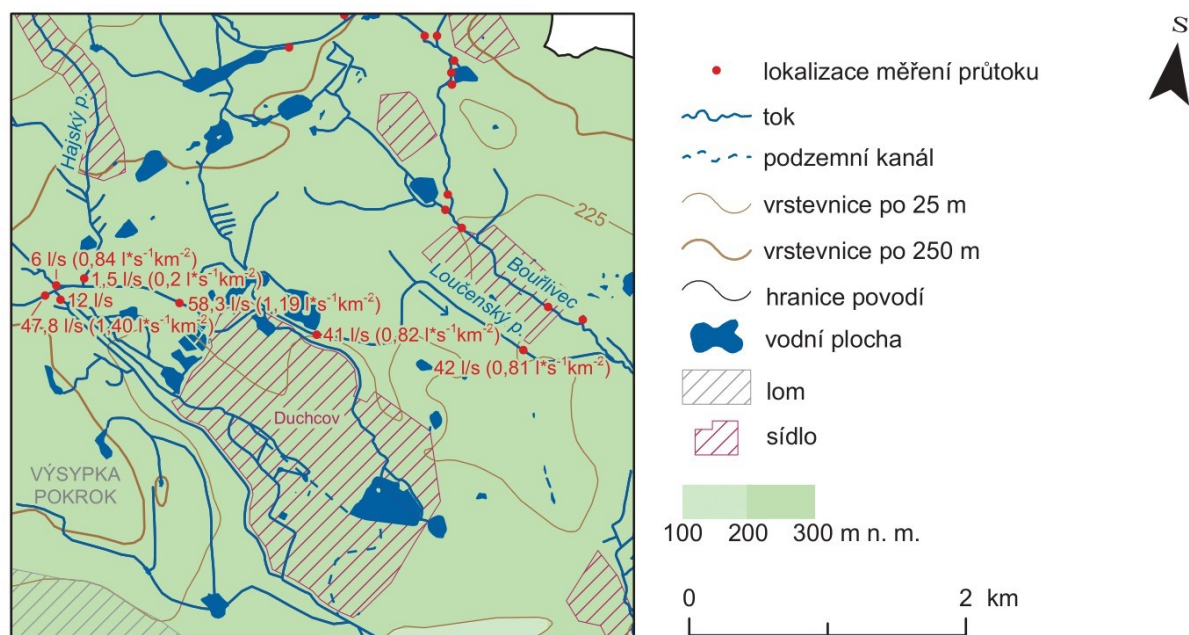 Hájský p.
225
6 l/s (0,84 l*s⁻¹km⁻²)
1,5 l/s (0,2 l*s⁻¹km⁻²)
12 l/s
58,3 l/s (1,19 l*s⁻¹km⁻²)
47,8 l/s (1,40 l*s⁻¹km⁻²)
41 l/s (0,82 l*s⁻¹km⁻²)
42 l/s (0,81 l*s⁻¹km⁻²)
Bouřlivec
Loučenský p.
Duchcov
VÝSYPKA
POKROK
S
lokalizace měření průtoku
tok
podzemní kanál
vrstevnice po 25 m
vrstevnice po 250 m
hranice povodí
vodní plocha
lom
sídlo
100 200 300 m n. m.
0 2 km